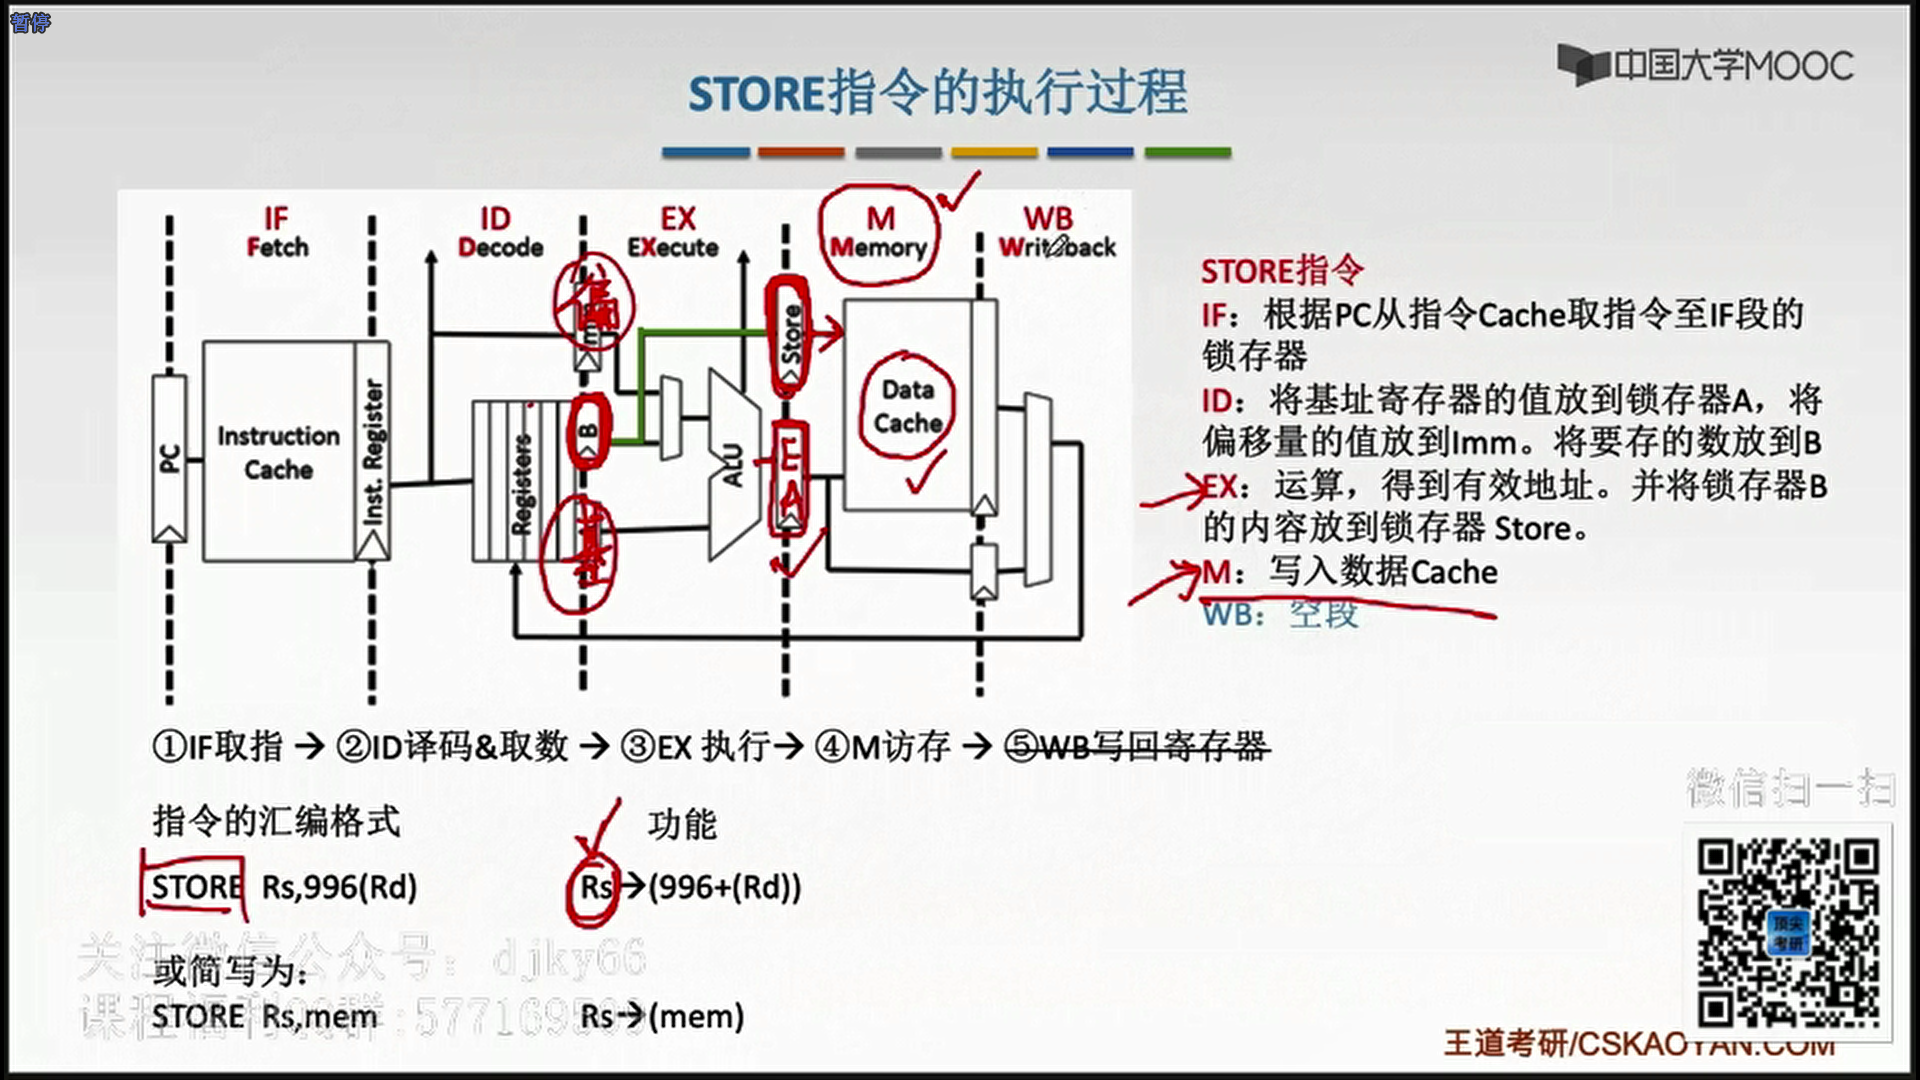 暂停
中国大学MOOC
STORE指令的执行过程
IF
Fetch
ID
Decode
EX
EXecute
M
Memory
WB
Writeback
偏
Store
PC
Instruction
Cache
Inst. Register
Registers
B
基
ALU
EA
Data
Cache
STORE指令
IF：根据PC从指令Cache取指令至IF段的
锁存器
ID：将基址寄存器的值放到锁存器A，将
偏移量的值放到Imm。将要存的数放到B
EX：运算，得到有效地址。并将锁存器B
的内容放到锁存器 Store。
M：写入数据Cache
WB：空段
①IF取指 → ②ID译码&取数 → ③EX 执行→ ④M访存 → ⑤WB写回寄存器
指令的汇编格式
功能
STORE Rs,996(Rd)
Rs→(996+(Rd))
关注微信公众号：djky66
或简写为：
STORE Rs,mem
Rs→(mem)
微信扫一扫
顶尖
考研
王道考研/CSKAOYAN.COM